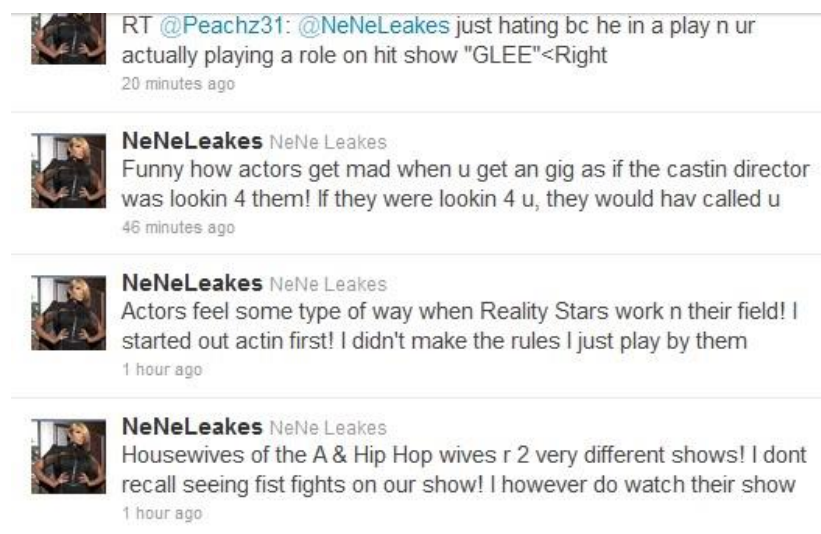 RT @Peachz31: @NeNeLeakes just hating bc he in a play n ur
actually playing a role on hit show "GLEE"<Right
20 minutes ago
NeNeLeakes NeNe Leakes
Funny how actors get mad when u get an gig as if the castin director
was lookin 4 them! If they were lookin 4 u, they would hav called u
46 minutes ago
NeNeLeakes NeNe Leakes
Actors feel some type of way when Reality Stars work n their field! I
started out actin first! I didn't make the rules I just play by them
1 hour ago
NeNeLeakes NeNe Leakes
Housewives of the A & Hip Hop wives r 2 very different shows! I dont
recall seeing fist fights on our show! I however do watch their show
1 hour ago